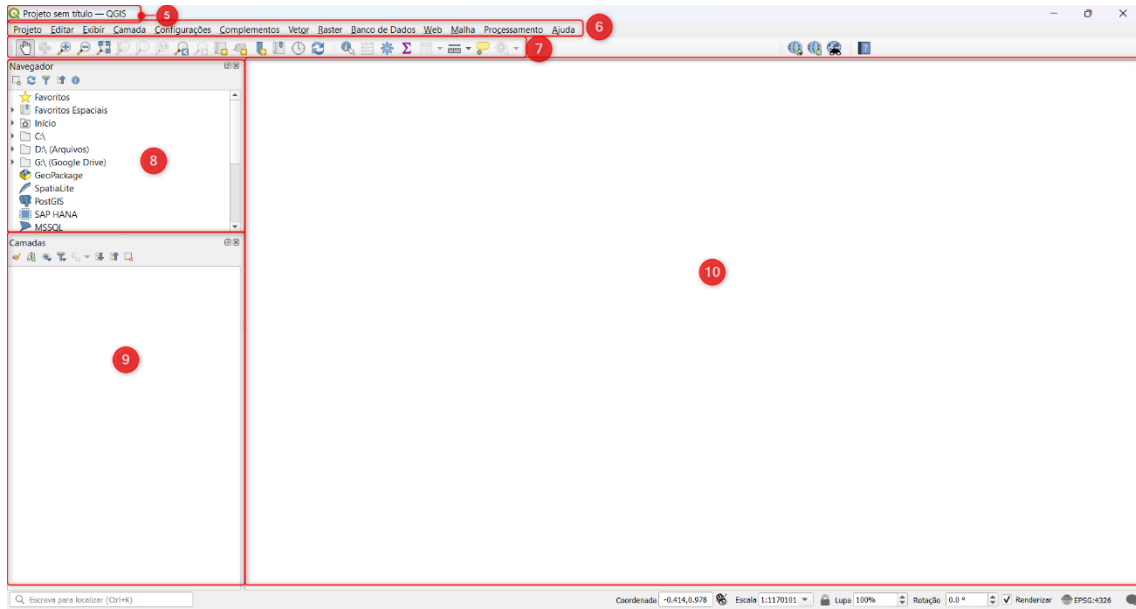 Projeto sem título — QGIS
5
Projeto Editar Exibir Camada Configurações Complementos Vetor Raster Banco de Dados Web Malha Processamento Ajuda
6
7
Navegador
Favoritos
Favoritos Espaciais
Início
C:\
D:\ (Arquivos)
G:\ (Google Drive)
8
GeoPackage
SpatiaLite
PostGIS
SAP HANA
MSSQL
Camadas
9
10
Escreva para localizar (Ctrl+K)
Coordenada -0.414,0.978 Escala 1:1170101 Lupa 100% Rotação 0.0 ° Renderizar EPSG:4326